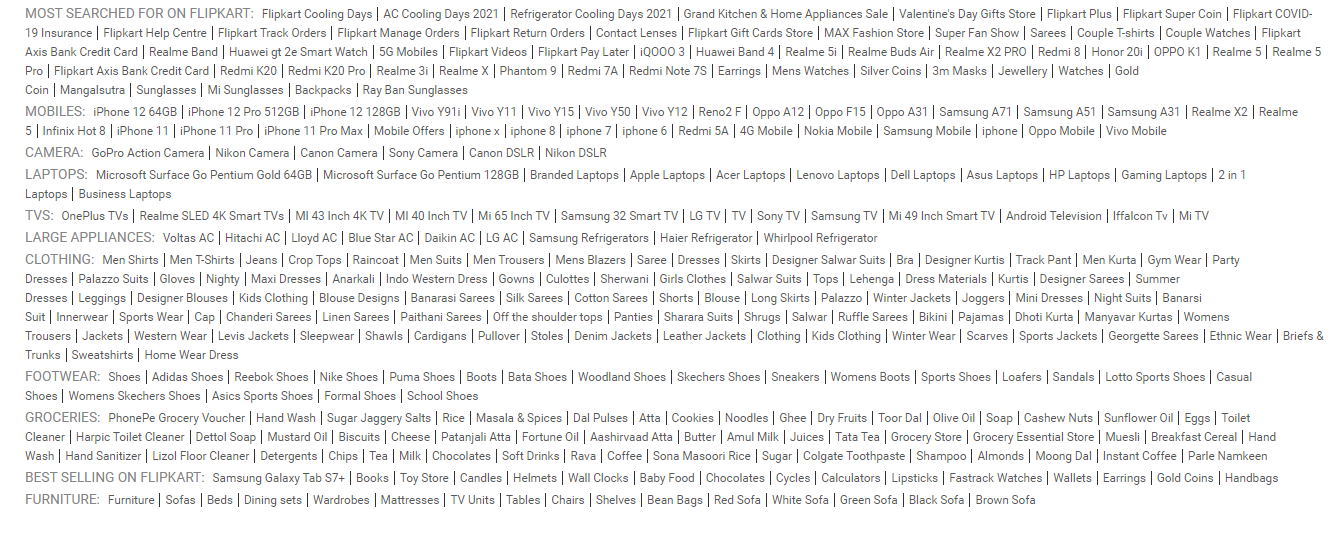 MOST SEARCHED FOR ON FLIPKART: Flipkart Cooling Days | AC Cooling Days 2021 | Refrigerator Cooling Days 2021 | Grand Kitchen & Home Appliances Sale | Valentine's Day Gifts Store | Flipkart Plus | Flipkart Super Coin | Flipkart COVID-
19 Insurance | Flipkart Help Centre | Flipkart Track Orders | Flipkart Manage Orders | Flipkart Return Orders | Contact Lenses | Flipkart Gift Cards Store | MAX Fashion Store | Super Fan Show | Sarees | Couple T-shirts | Couple Watches | Flipkart
Axis Bank Credit Card | Realme Band | Huawei gt 2e Smart Watch | 5G Mobiles | Flipkart Videos | Flipkart Pay Later | iQOOO 3 | Huawei Band 4 | Realme 5i | Realme Buds Air | Realme X2 PRO | Redmi 8 | Honor 20i | OPPO K1 | Realme 5 | Realme 5
Pro | Flipkart Axis Bank Credit Card | Redmi K20 | Redmi K20 Pro | Realme 3i | Realme X | Phantom 9 | Redmi 7A | Redmi Note 7S | Earrings | Mens Watches | Silver Coins | 3m Masks | Jewellery | Watches | Gold
Coin | Mangalsutra | Sunglasses | Mi Sunglasses | Backpacks | Ray Ban Sunglasses
MOBILES: iPhone 12 64GB | iPhone 12 Pro 512GB | iPhone 12 128GB | Vivo Y91i | Vivo Y11 | Vivo Y15 | Vivo Y50 | Vivo Y12 | Reno2 F | Oppo A12 | Oppo F15 | Oppo A31 | Samsung A71 | Samsung A51 | Samsung A31 | Realme X2 | Realme
5 | Infinix Hot 8 | iPhone 11 | iPhone 11 Pro | iPhone 11 Pro Max | Mobile Offers | iphone x | iphone 8 | iphone 7 | iphone 6 | Redmi 5A | 4G Mobile | Nokia Mobile | Samsung Mobile | iphone | Oppo Mobile | Vivo Mobile
CAMERA: GoPro Action Camera | Nikon Camera | Canon Camera | Sony Camera | Canon DSLR | Nikon DSLR
LAPTOPS: Microsoft Surface Go Pentium Gold 64GB | Microsoft Surface Go Pentium 128GB | Branded Laptops | Apple Laptops | Acer Laptops | Lenovo Laptops | Dell Laptops | Asus Laptops | HP Laptops | Gaming Laptops | 2 in 1
Laptops | Business Laptops
TVS: OnePlus TVs | Realme SLED 4K Smart TVs | MI 43 Inch 4K TV | MI 40 Inch TV | Mi 65 Inch TV | Samsung 32 Smart TV | LG TV | TV | Sony TV | Samsung TV | Mi 49 Inch Smart TV | Android Television | Iffalcon Tv | Mi TV
LARGE APPLIANCES: Voltas AC | Hitachi AC | Lloyd AC | Blue Star AC | Daikin AC | LG AC | Samsung Refrigerators | Haier Refrigerator | Whirlpool Refrigerator
CLOTHING: Men Shirts | Men T-Shirts | Jeans | Crop Tops | Raincoat | Men Suits | Men Trousers | Mens Blazers | Saree | Dresses | Skirts | Designer Salwar Suits | Bra | Designer Kurtis | Track Pant | Men Kurta | Gym Wear | Party
Dresses | Palazzo Suits | Gloves | Nighty | Maxi Dresses | Anarkali | Indo Western Dress | Gowns | Culottes | Sherwani | Girls Clothes | Salwar Suits | Tops | Lehenga | Dress Materials | Kurtis | Designer Sarees | Summer
Dresses | Leggings | Designer Blouses | Kids Clothing | Blouse Designs | Banarasi Sarees | Silk Sarees | Cotton Sarees | Shorts | Blouse | Long Skirts | Palazzo | Winter Jackets | Joggers | Mini Dresses | Night Suits | Banarsi
Suit | Innerwear | Sports Wear | Cap | Chanderi Sarees | Linen Sarees | Paithani Sarees | Off the shoulder tops | Panties | Sharara Suits | Shrugs | Salwar | Ruffle Sarees | Bikini | Pajamas | Dhoti Kurta | Manyavar Kurtas | Womens
Trousers | Jackets | Western Wear | Levis Jackets | Sleepwear | Shawls | Cardigans | Pullover | Stoles | Denim Jackets | Leather Jackets | Clothing | Kids Clothing | Winter Wear | Scarves | Sports Jackets | Georgette Sarees | Ethnic Wear | Briefs &
Trunks | Sweatshirts | Home Wear Dress
FOOTWEAR: Shoes | Adidas Shoes | Reebok Shoes | Nike Shoes | Puma Shoes | Boots | Bata Shoes | Woodland Shoes | Skechers Shoes | Sneakers | Womens Boots | Sports Shoes | Loafers | Sandals | Lotto Sports Shoes | Casual
Shoes | Womens Skechers Shoes | Asics Sports Shoes | Formal Shoes | School Shoes
GROCERIES: PhonePe Grocery Voucher | Hand Wash | Sugar Jaggery Salts | Rice | Masala & Spices | Dal Pulses | Atta | Cookies | Noodles | Ghee | Dry Fruits | Toor Dal | Olive Oil | Soap | Cashew Nuts | Sunflower Oil | Eggs | Toilet
Cleaner | Harpic Toilet Cleaner | Dettol Soap | Mustard Oil | Biscuits | Cheese | Patanjali Atta | Fortune Oil | Aashirvaad Atta | Butter | Amul Milk | Juices | Tata Tea | Grocery Store | Grocery Essential Store | Muesli | Breakfast Cereal | Hand
Wash | Hand Sanitizer | Lizol Floor Cleaner | Detergents | Chips | Tea | Milk | Chocolates | Soft Drinks | Rava | Coffee | Sona Masoori Rice | Sugar | Colgate Toothpaste | Shampoo | Almonds | Moong Dal | Instant Coffee | Parle Namkeen
BEST SELLING ON FLIPKART: Samsung Galaxy Tab S7+ | Books | Toy Store | Candles | Helmets | Wall Clocks | Baby Food | Chocolates | Cycles | Calculators | Lipsticks | Fastrack Watches | Wallets | Earrings | Gold Coins | Handbags
FURNITURE: Furniture | Sofas | Beds | Dining sets | Wardrobes | Mattresses | TV Units | Tables | Chairs | Shelves | Bean Bags | Red Sofa | White Sofa | Green Sofa | Black Sofa | Brown Sofa